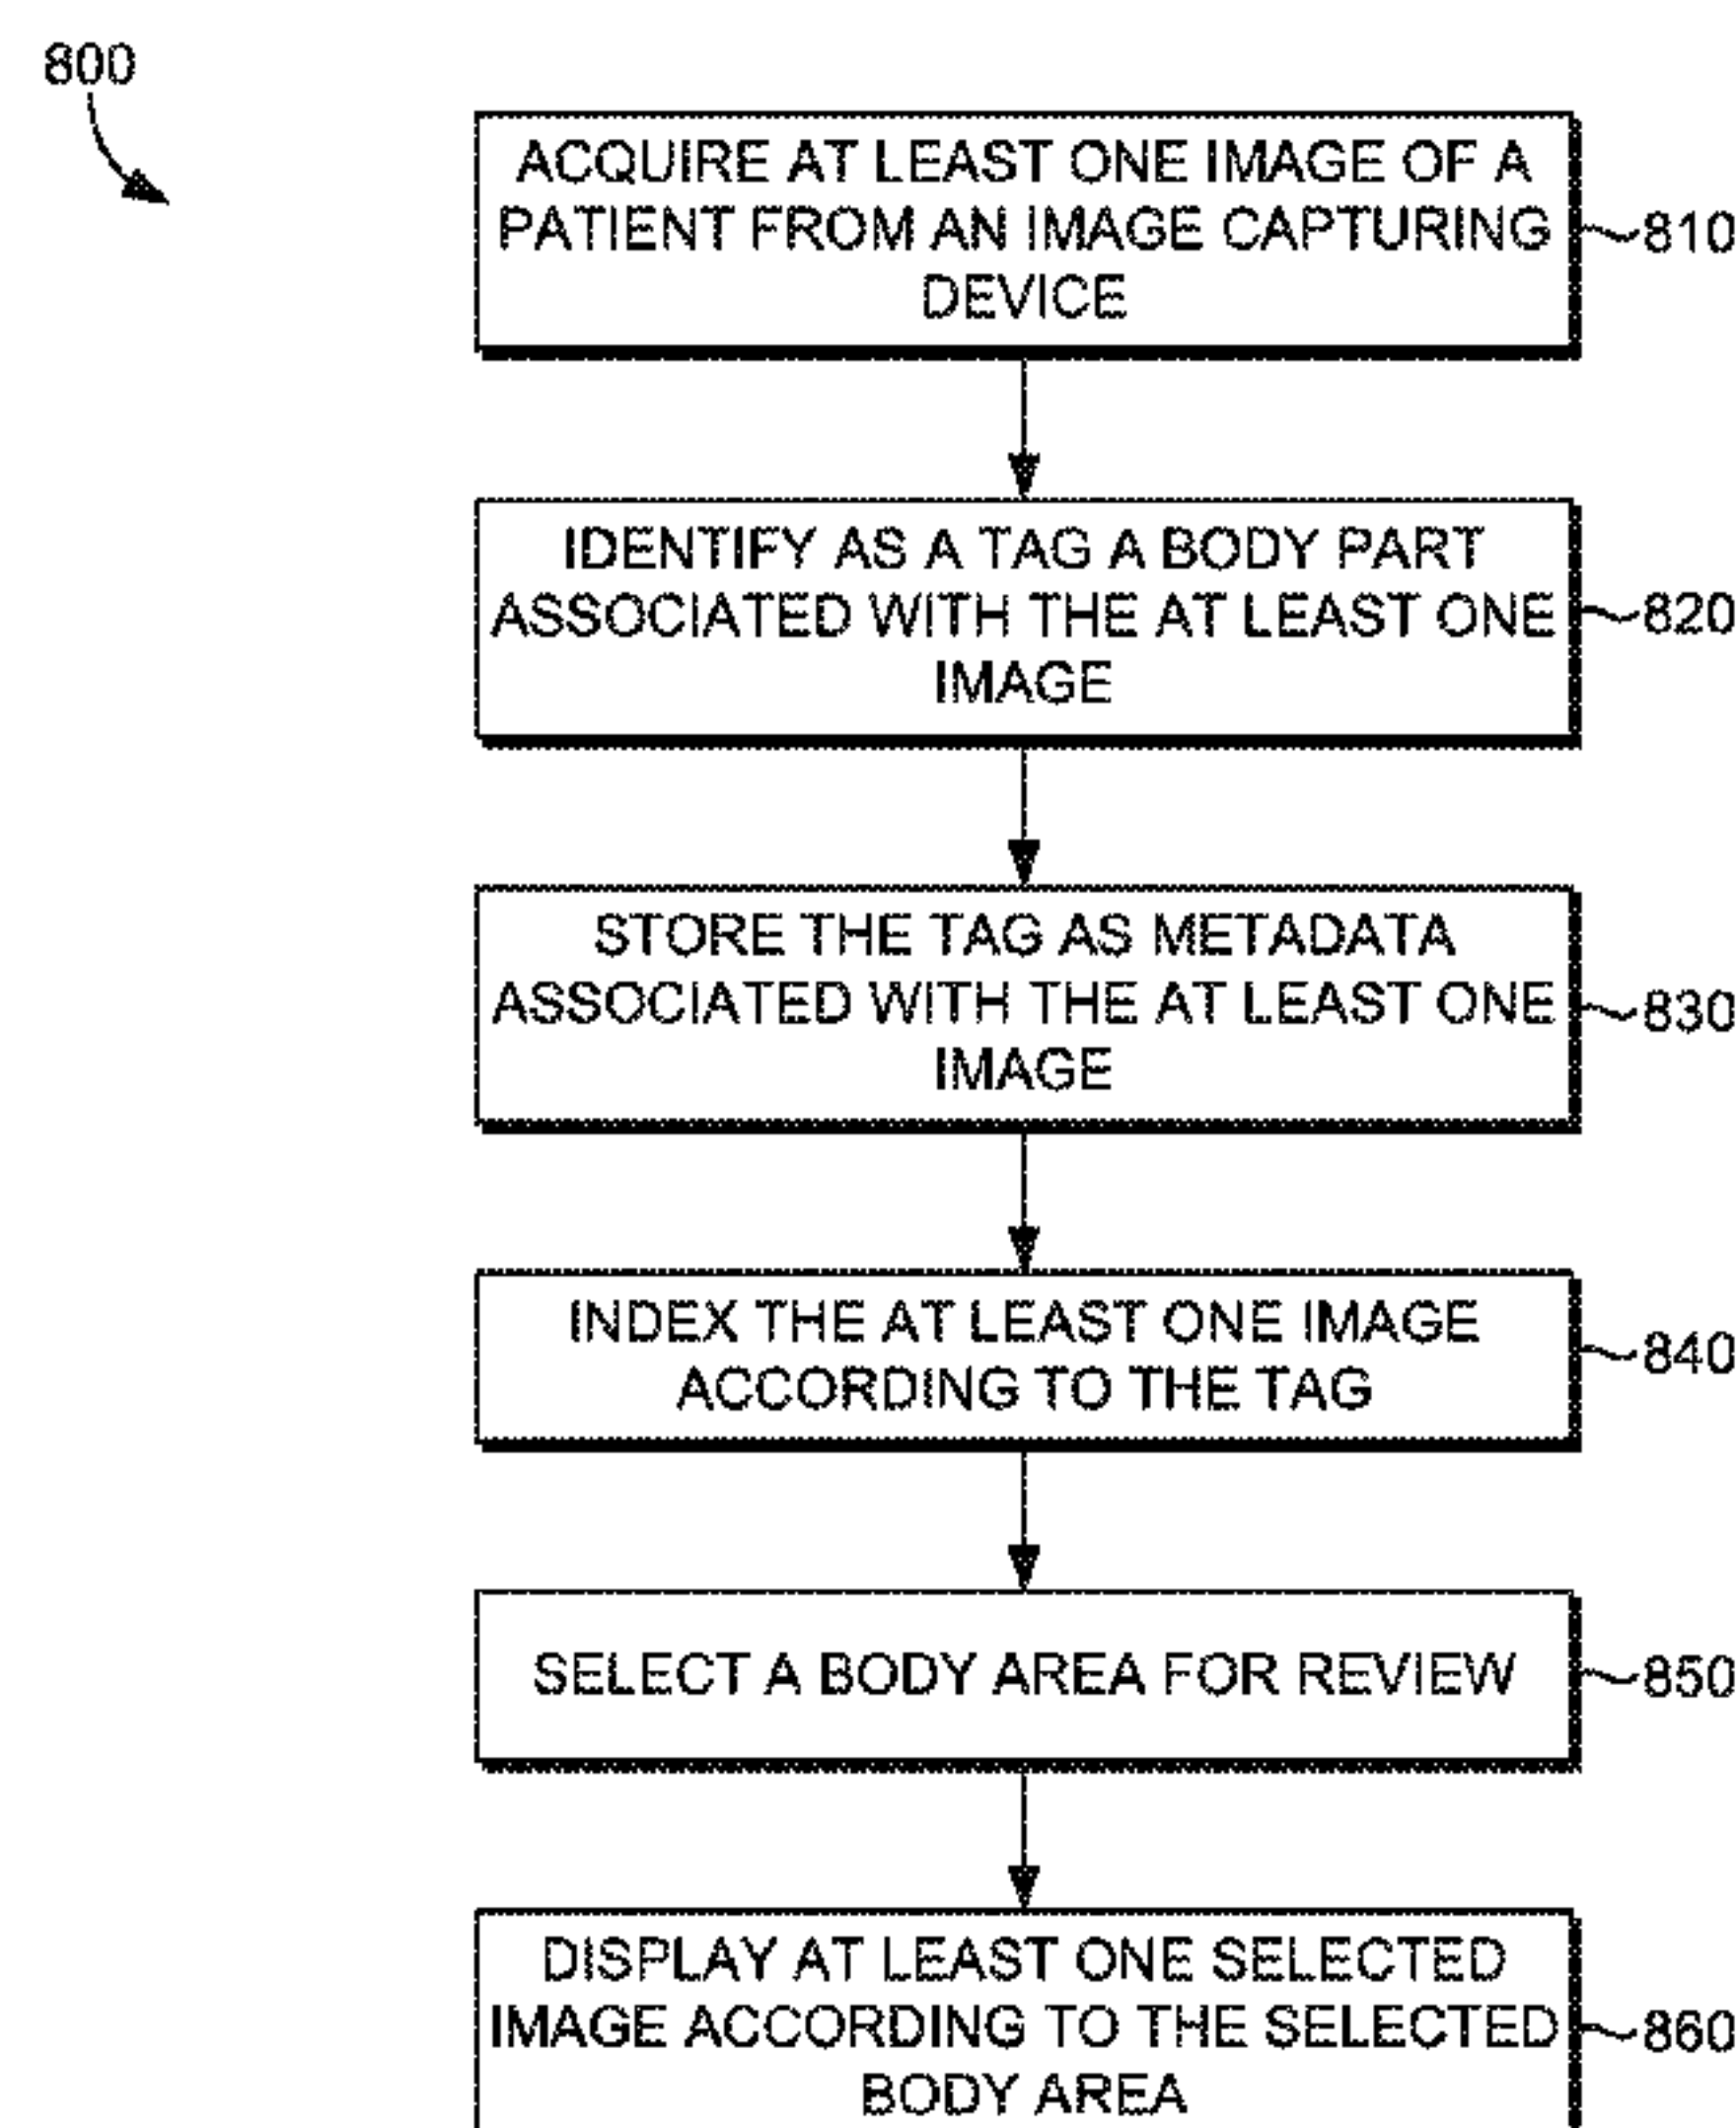 800
ACQUIRE AT LEAST ONE IMAGE OF A
PATIENT FROM AN IMAGE CAPTURING
DEVICE
810
IDENTIFY AS A TAG A BODY PART
ASSOCIATED WITH THE AT LEAST ONE
IMAGE
820
STORE THE TAG AS METADATA
ASSOCIATED WITH THE AT LEAST ONE
IMAGE
830
INDEX THE AT LEAST ONE IMAGE
ACCORDING TO THE TAG
840
SELECT A BODY AREA FOR REVIEW
850
DISPLAY AT LEAST ONE SELECTED
IMAGE ACCORDING TO THE SELECTED
BODY AREA
860